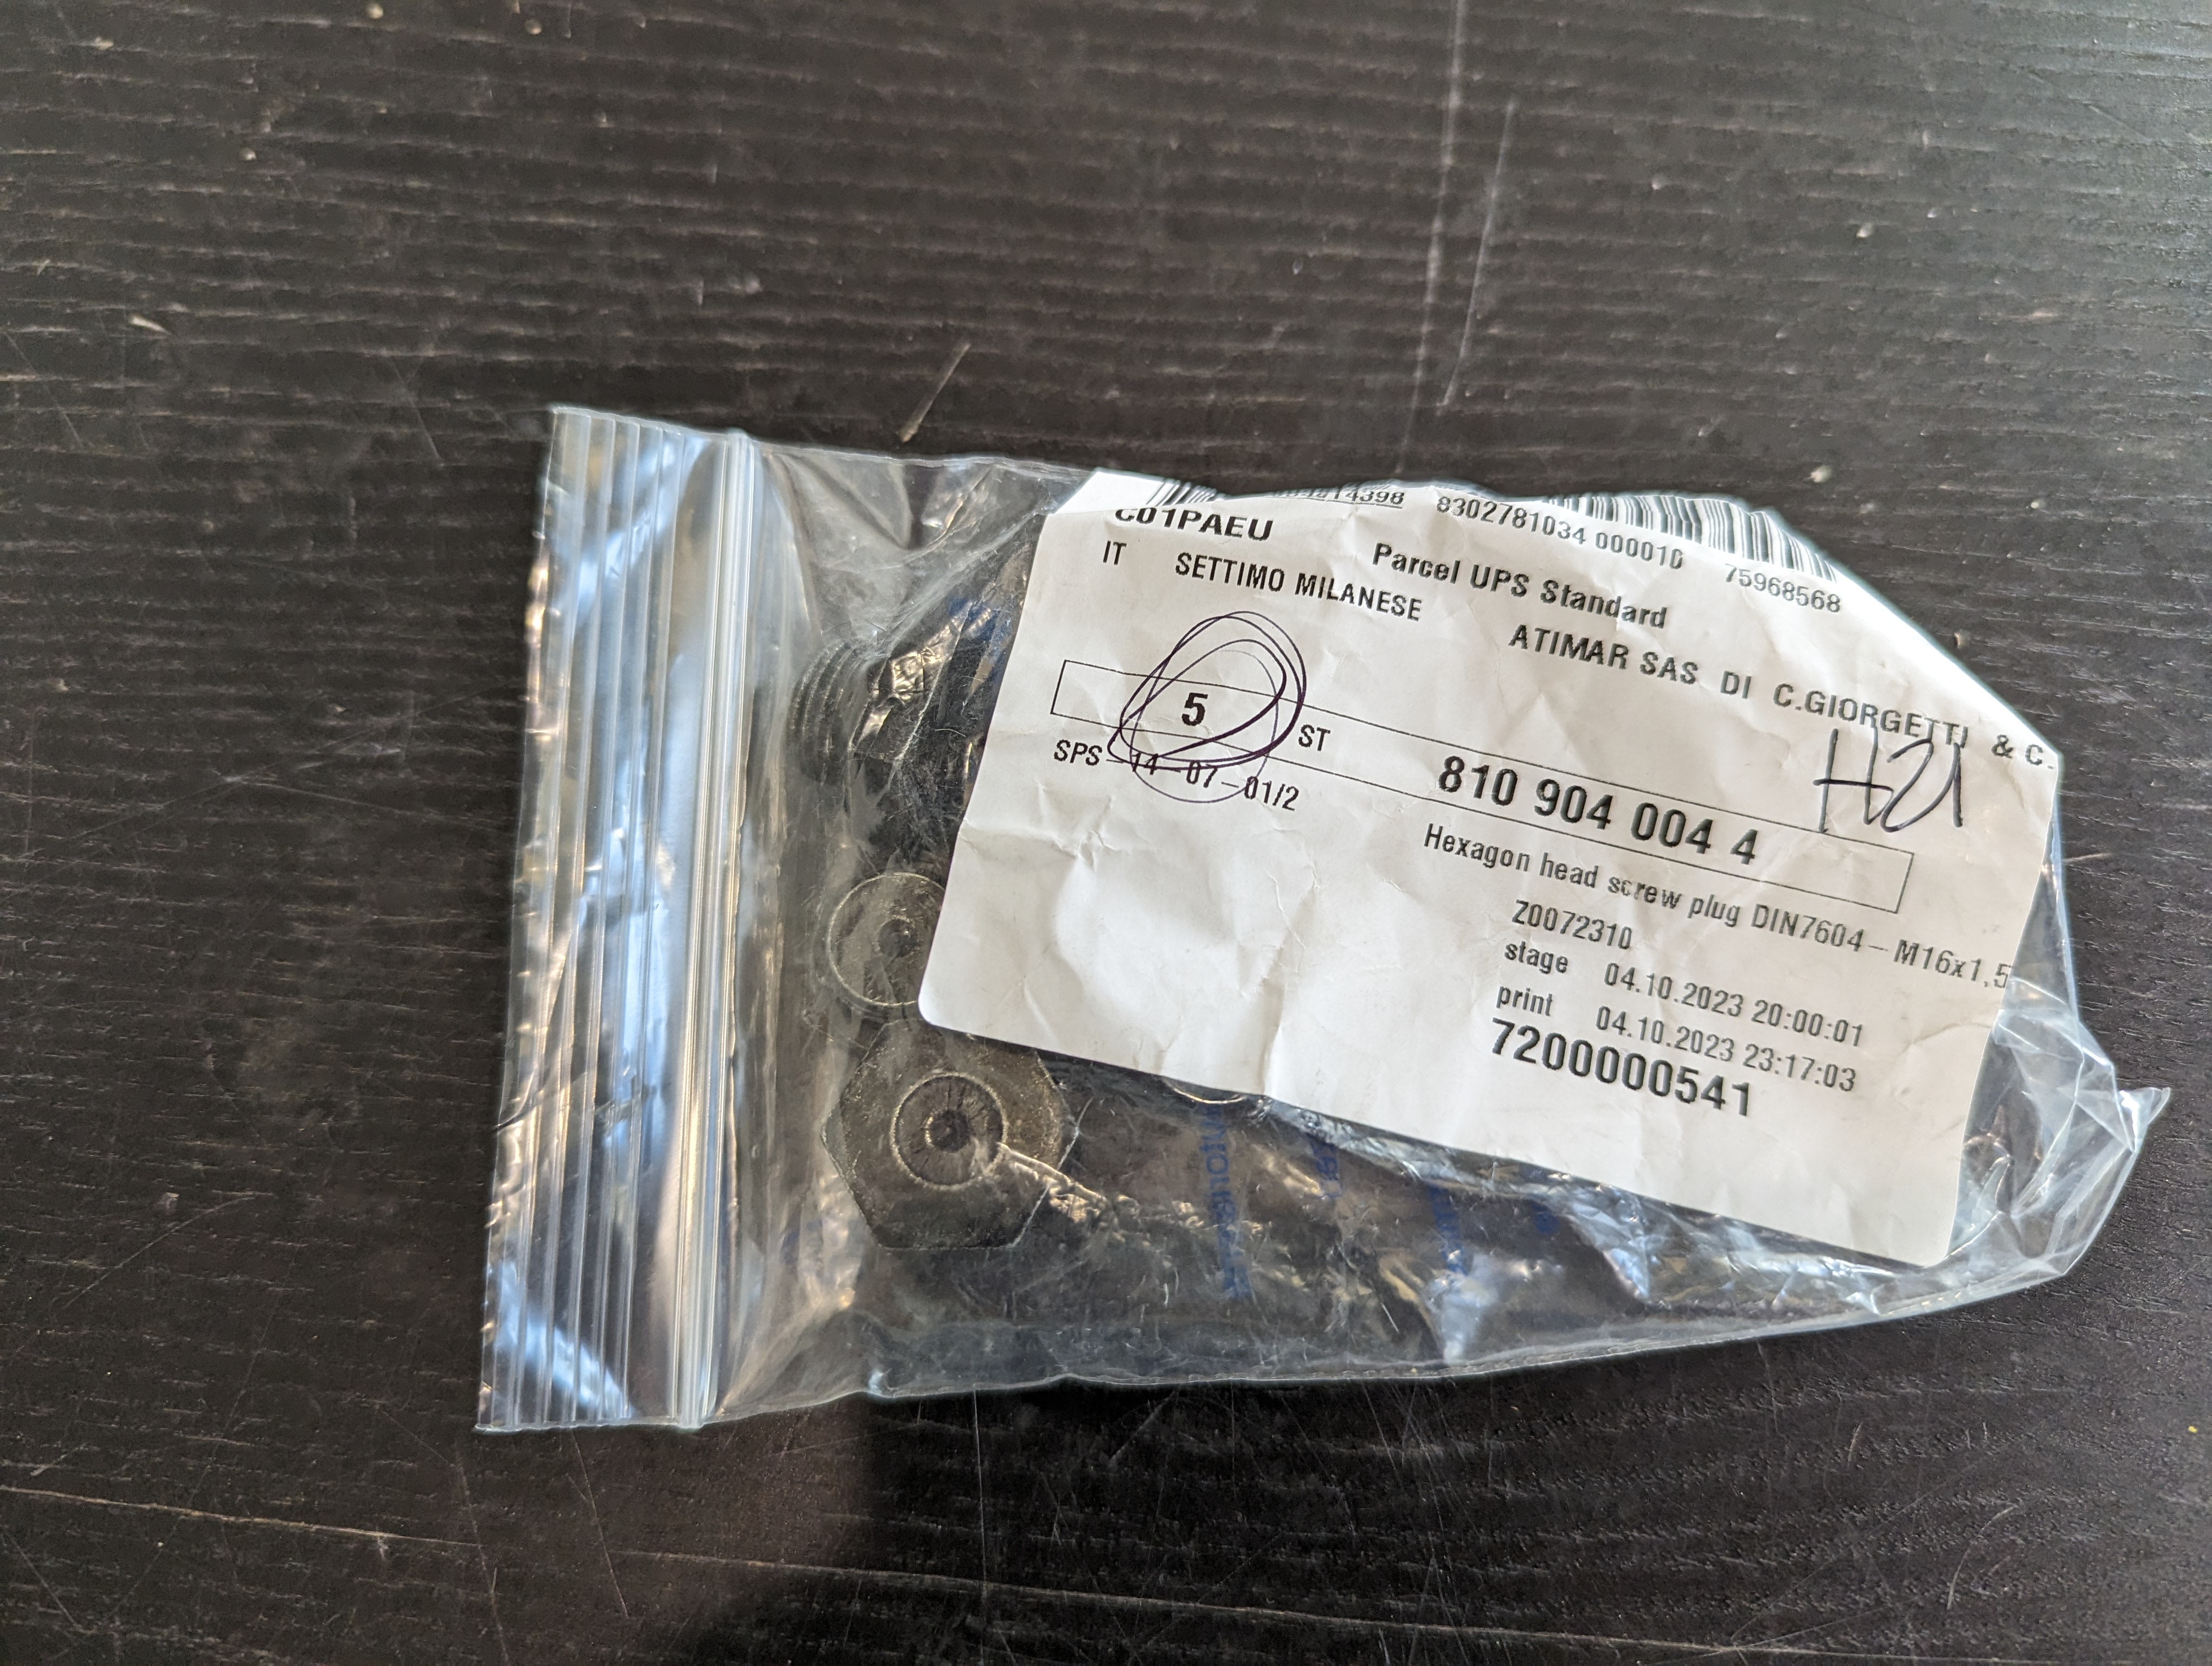 14398 8302781034 000010 75968568
C01PAEU Parcel UPS Standard
IT SETTIMO MILANESE ATIMAR SAS DI C.GIORGETTI & C.
H21
5 ST 810 904 004 4
SPS-14-07-01/2 Hexagon head screw plug DIN7604-M16x1,5
Z0072310
stage 04.10.2023 20:00:01
print 04.10.2023 23:17:03
7200000541